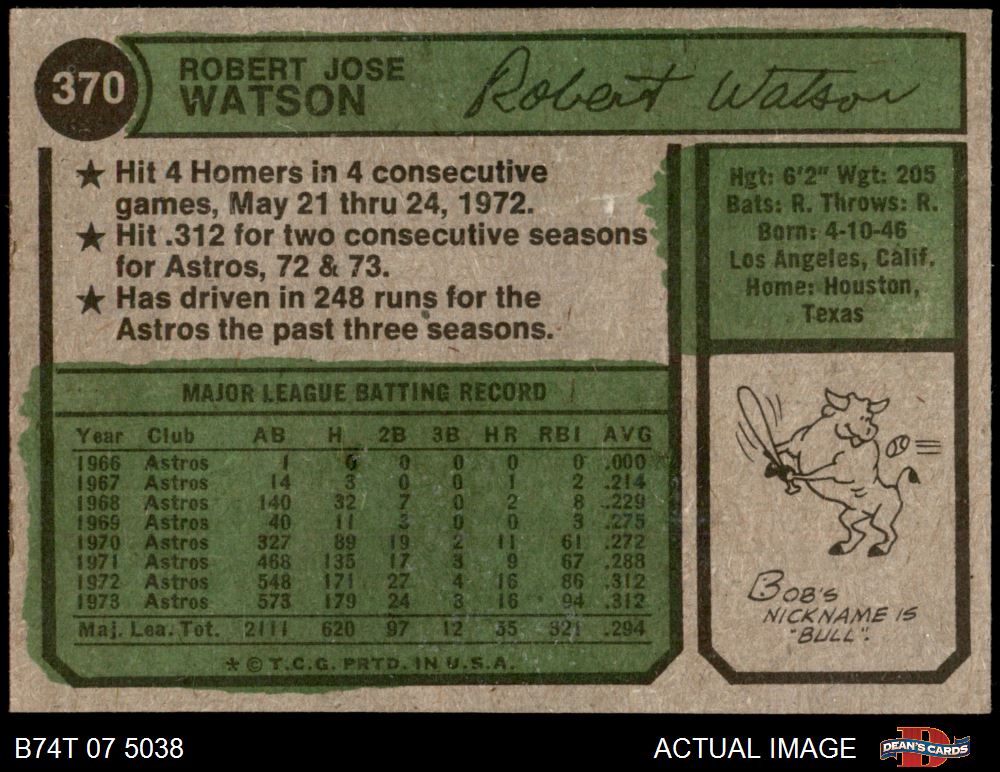 370
ROBERT JOSE
WATSON
Robert Watson
★ Hit 4 Homers in 4 consecutive
games, May 21 thru 24, 1972.
★ Hit .312 for two consecutive seasons
for Astros, 72 & 73.
★ Has driven in 248 runs for the
Astros the past three seasons.
Hgt: 6'2" Wgt: 205
Bats: R. Throws: R.
Born: 4-10-46
Los Angeles, Calif.
Home: Houston,
Texas
MAJOR LEAGUE BATTING RECORD
Year Club AB H 2B 3B HR RBI AVG
1966 Astros 1 0 0 0 0 0 .000
1967 Astros 14 3 0 0 1 2 .214
1968 Astros 140 32 7 0 2 8 .229
1969 Astros 40 11 3 0 0 3 .275
1970 Astros 327 89 19 2 11 61 .272
1971 Astros 468 135 17 3 9 67 .288
1972 Astros 548 171 27 4 16 86 .312
1973 Astros 573 179 24 3 16 94 .312
Maj. Lea. Tot. 2111 620 97 12 55 321 .294
* © T.C.G. PRTD. IN U.S.A.
BOB'S
NICKNAME IS
"BULL".
B74T 07 5038
ACTUAL IMAGE
D
DEAN'S CARDS